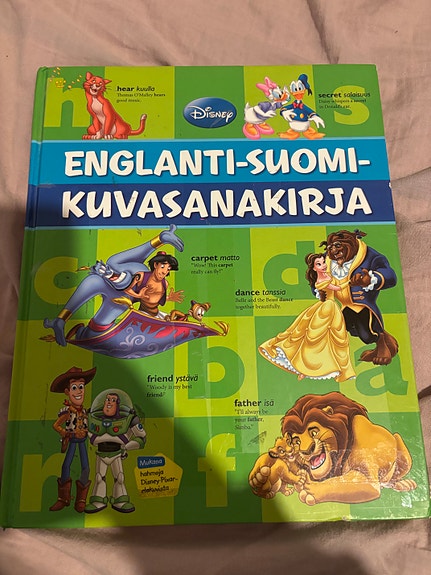 hear kuulla
Thomas O'Malley hears
good music.
secret salaisuus
Daisy whispers a secret
in Donald's ear.
Disney
ENGLANTI-SUOMI-
KUVASANAKIRJA
carpet matto
"Wow! This carpet
really can fly!"
dance tanssia
Belle and the Beast dance
together beautifully.
friend ystävä
"Woody is my best
friend!"
father isä
"I'll always be
your father,
Simba."
Mukana
hahmoja
Disney Pixar-
elokuvista